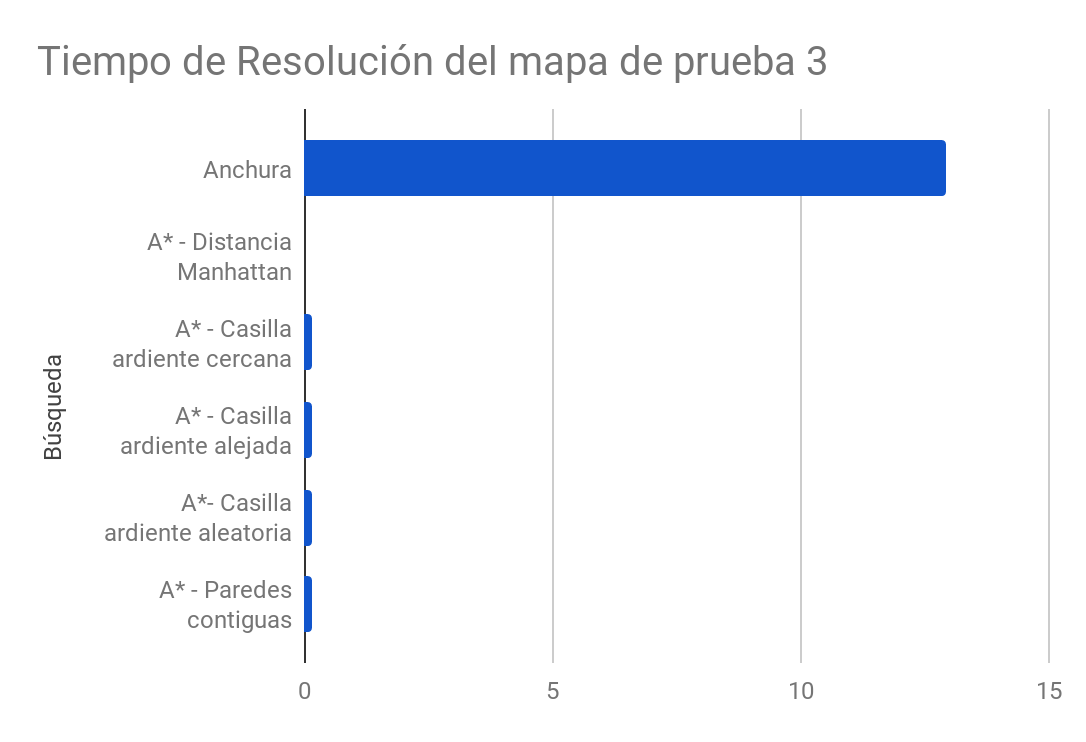 Tiempo de Resolución del mapa de prueba 3
Búsqueda
Anchura
A* - Distancia
Manhattan
A* - Casilla
ardiente cercana
A* - Casilla
ardiente alejada
A*- Casilla
ardiente aleatoria
A* - Paredes
contiguas
0 5 10 15